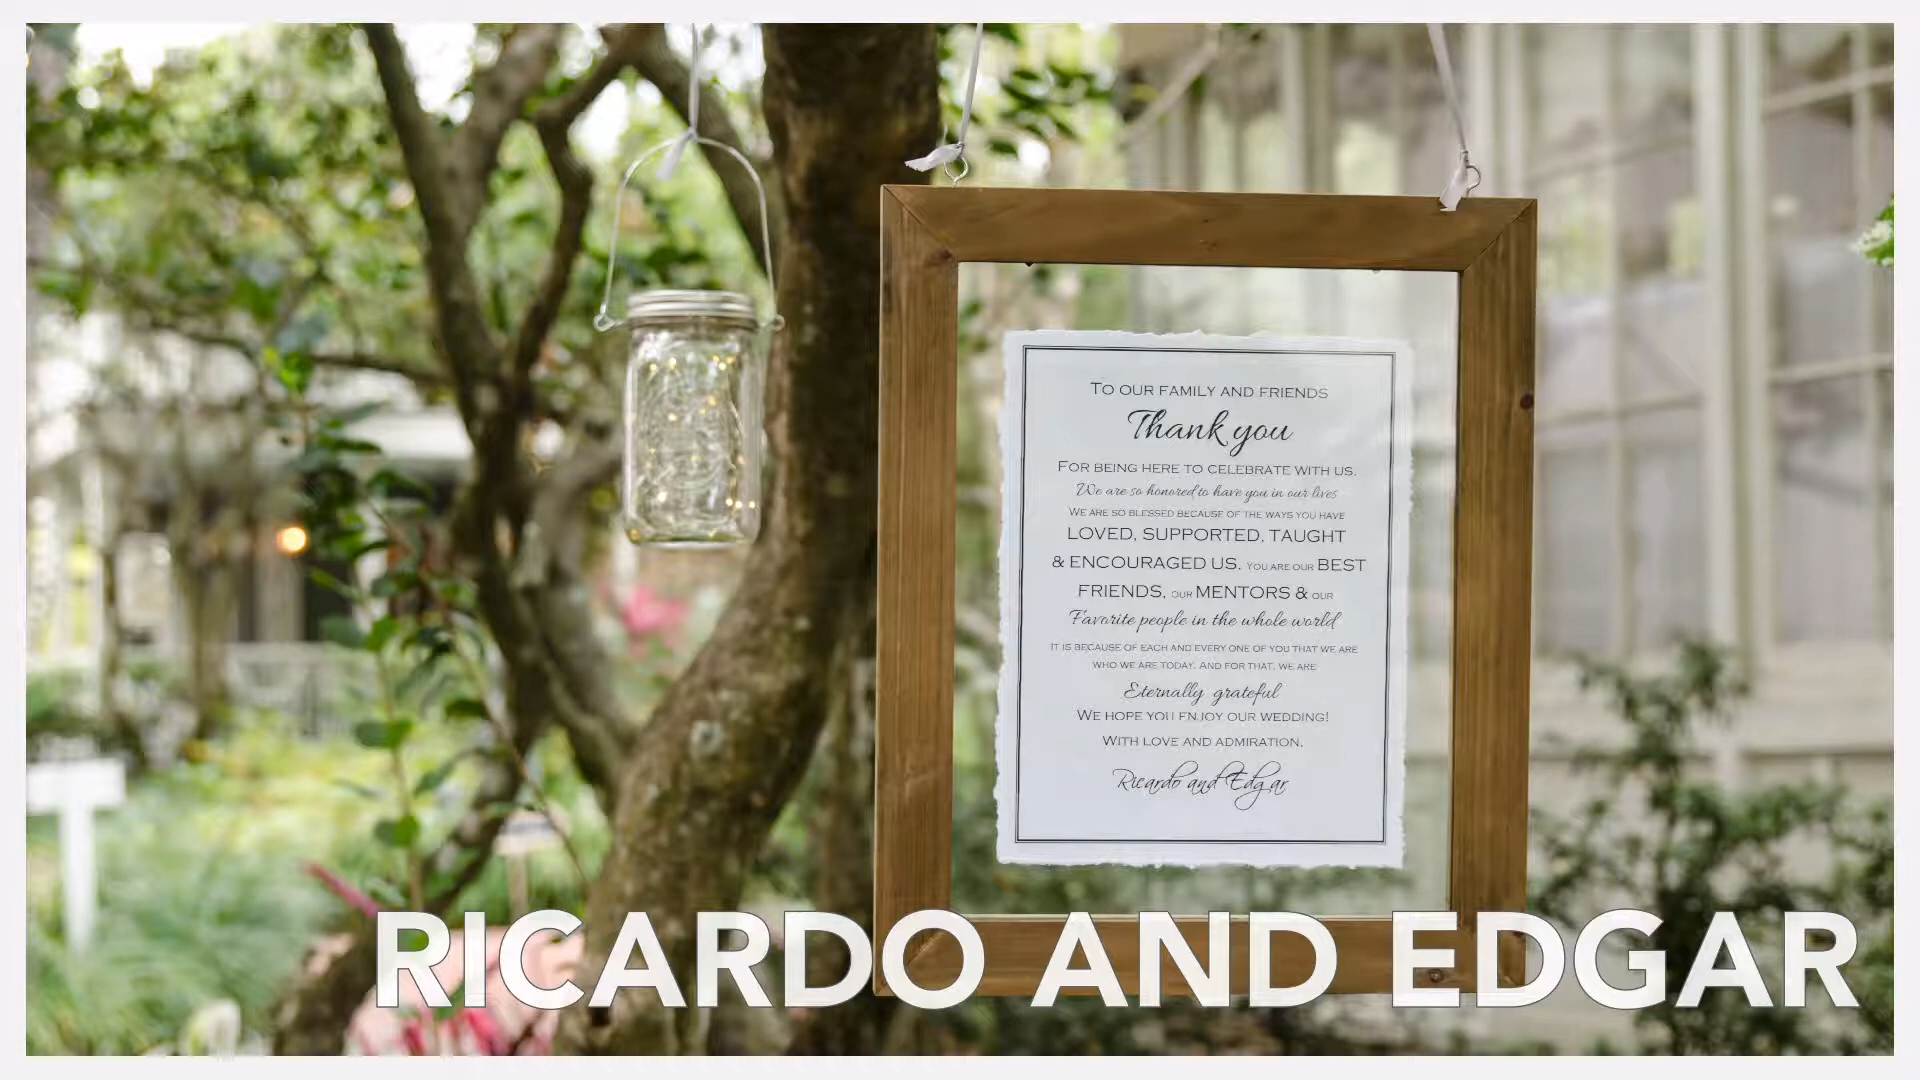 TO OUR FAMILY AND FRIENDS
Thank you
FOR BEING HERE TO CELEBRATE WITH US.
We are so honored to have you in our lives
WE ARE SO BLESSED BECAUSE OF THE WAYS YOU HAVE
LOVED, SUPPORTED, TAUGHT
& ENCOURAGED US. YOU ARE OUR BEST
FRIENDS, OUR MENTORS & OUR
Favorite people in the whole world
IT IS BECAUSE OF EACH AND EVERY ONE OF YOU THAT WE ARE
WHO WE ARE TODAY. AND FOR THAT, WE ARE
Eternally grateful
WE HOPE YOU ENJOY OUR WEDDING!
WITH LOVE AND ADMIRATION,
Ricardo and Edgar
RICARDO AND EDGAR